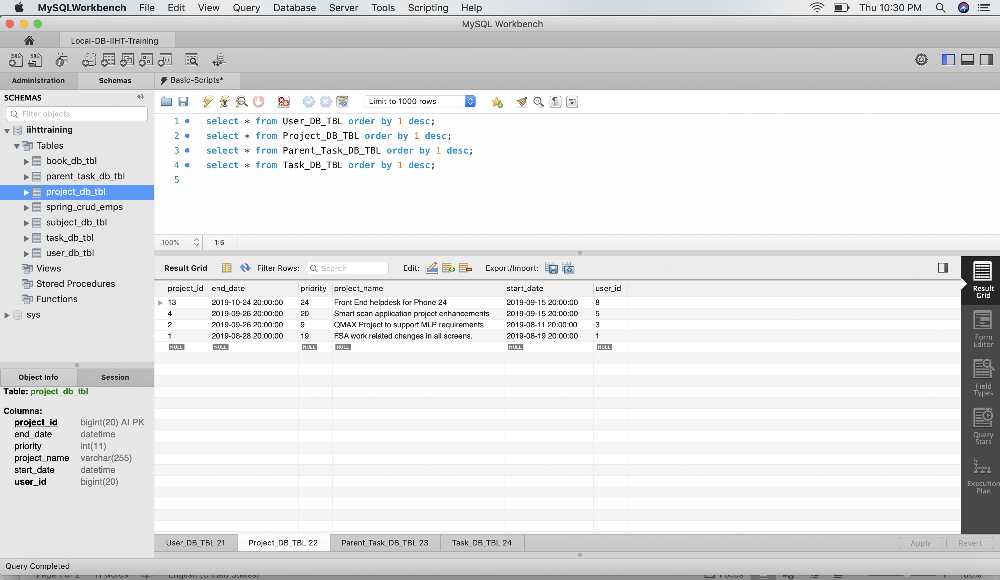 MySQLWorkbench File Edit View Query Database Server Tools Scripting Help Thu 10:30 PM
MySQL Workbench
Local-DB-IIHT-Training
Administration Schemas Basic-Scripts*
SCHEMAS
Filter objects
Limit to 1000 rows
iihttraining
Tables
book_db_tbl
parent_task_db_tbl
project_db_tbl
spring_crud_emps
subject_db_tbl
task_db_tbl
user_db_tbl
Views
Stored Procedures
Functions
sys
1 select * from User_DB_TBL order by 1 desc;
2 select * from Project_DB_TBL order by 1 desc;
3 select * from Parent_Task_DB_TBL order by 1 desc;
4 select * from Task_DB_TBL order by 1 desc;
5
100% 1:5
Result Grid Filter Rows: Search Edit: Export/Import:
project_id end_date priority project_name start_date user_id
13 2019-10-24 20:00:00 24 Front End helpdesk for Phone 24 2019-09-15 20:00:00 8
4 2019-09-26 20:00:00 20 Smart scan application project enhancements 2019-09-15 20:00:00 5
2 2019-09-26 20:00:00 9 QMAX Project to support MLP requirements 2019-08-11 20:00:00 3
1 2019-08-28 20:00:00 19 FSA work related changes in all screens. 2019-08-19 20:00:00 1
NULL NULL NULL NULL NULL NULL
Result
Grid
Form
Editor
Field
Types
Query
Stats
Execution
Plan
Object Info Session
Table: project_db_tbl
Columns:
project_id bigint(20) AI PK
end_date datetime
priority int(11)
project_name varchar(255)
start_date datetime
user_id bigint(20)
User_DB_TBL 21 Project_DB_TBL 22 Parent_Task_DB_TBL 23 Task_DB_TBL 24 Apply Revert
Query Completed
Page 1 of 2 11 words English (United States) Focus